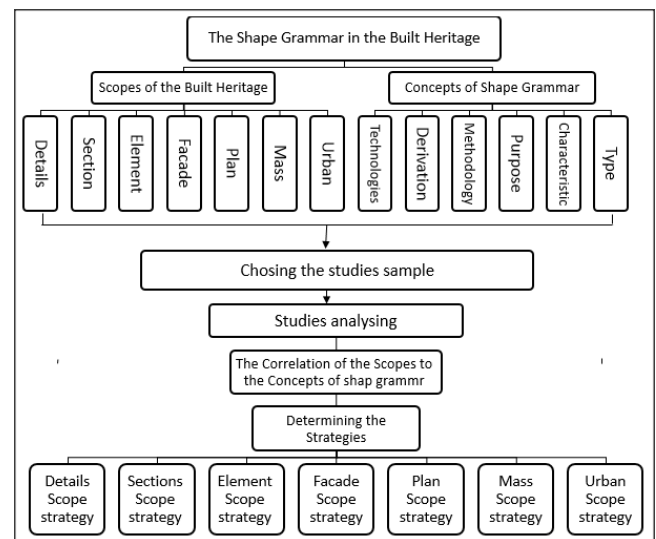 The Shape Grammar in the Built Heritage
Scopes of the Built Heritage
Concepts of Shape Grammar
Details
Section
Element
Facade
Plan
Mass
Urban
Technologies
Derivation
Methodology
Purpose
Characteristic
Type
Chosing the studies sample
Studies analysing
The Correlation of the Scopes to
the Concepts of shap grammr
Determining the
Strategies
Details
Scope
strategy
Sections
Scope
strategy
Element
Scope
strategy
Facade
Scope
strategy
Plan
Scope
strategy
Mass
Scope
strategy
Urban
Scope
strategy